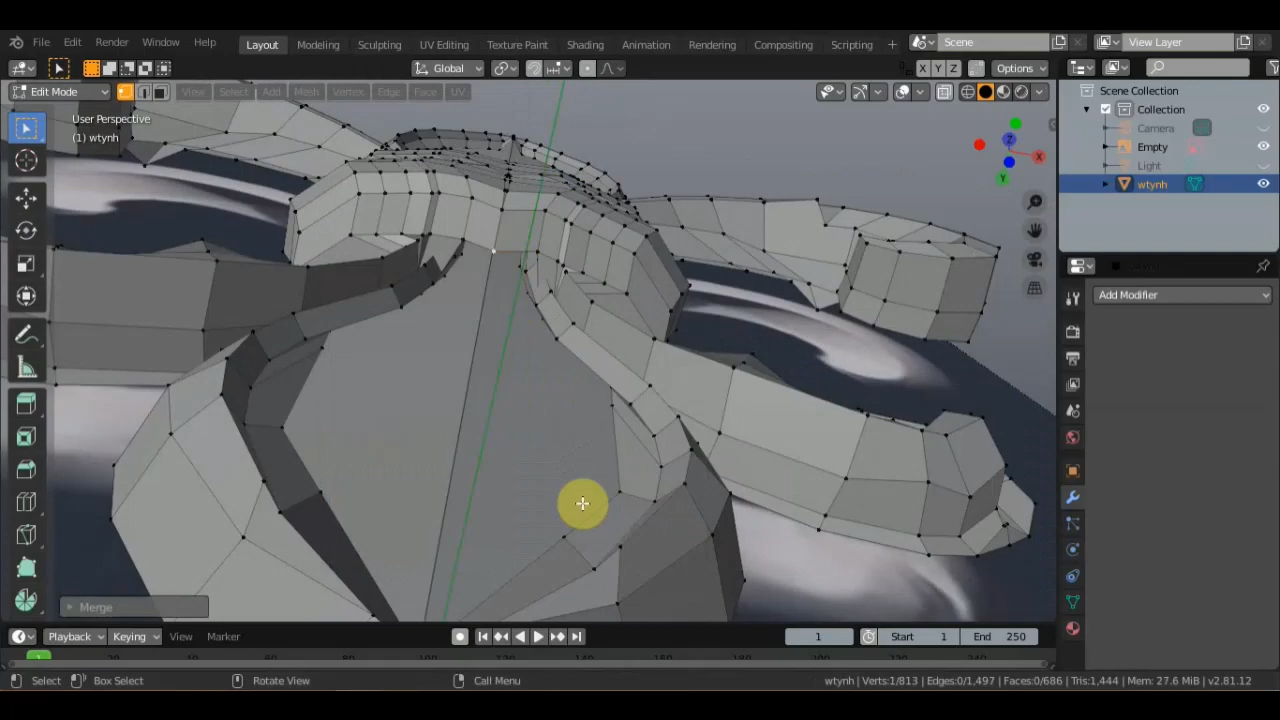 File Edit Render Window Help
Layout Modeling Sculpting UV Editing Texture Paint Shading Animation Rendering Compositing Scripting +
Scene View Layer
Global X Y Z Options
Edit Mode View Select Add Mesh Vertex Edge Face UV
Scene Collection
User Perspective
Collection
(1) wtynh
Camera
Empty
Light
wtynh
Z
X
Y
Add Modifier
Merge
Playback Keying View Marker 1 Start 1 End 250
Select Box Select Rotate View Call Menu wtynh | Verts:1/813 | Edges:0/1,497 | Faces:0/686 | Tris:1,444 | Mem: 27.6 MiB | v2.81.12